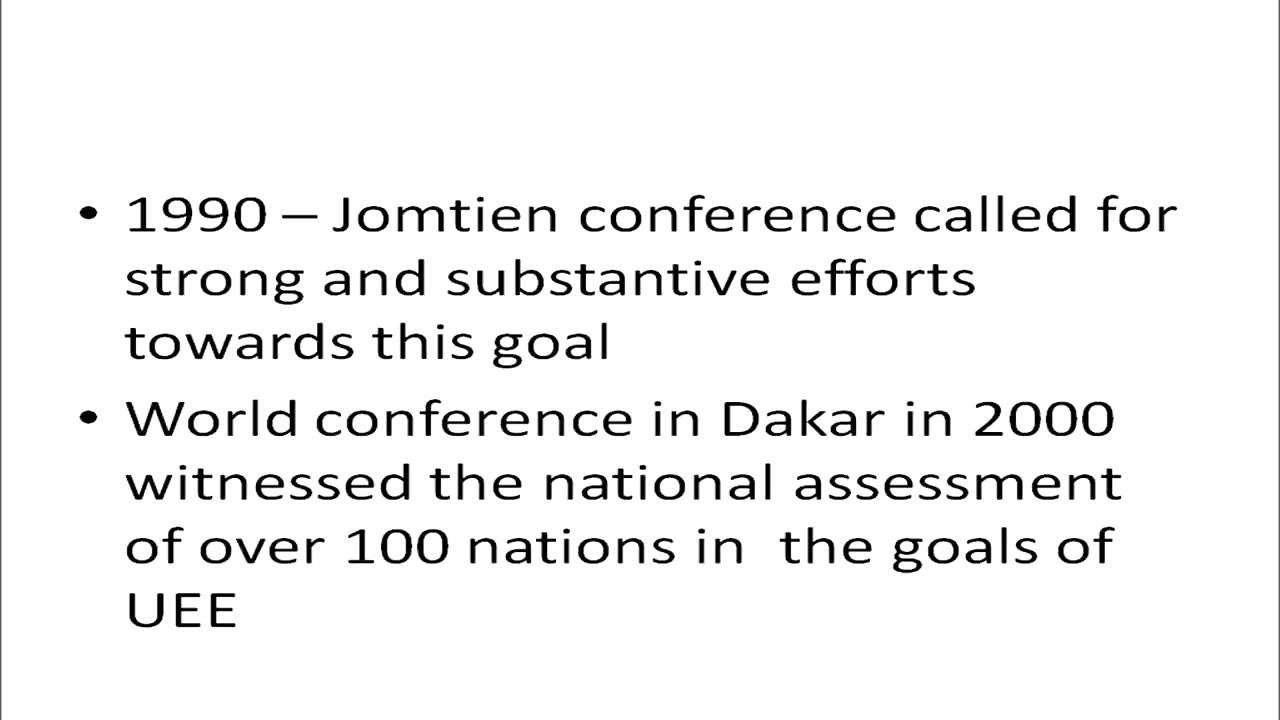 • 1990 – Jomtien conference called for
strong and substantive efforts
towards this goal
• World conference in Dakar in 2000
witnessed the national assessment
of over 100 nations in  the goals of
UEE